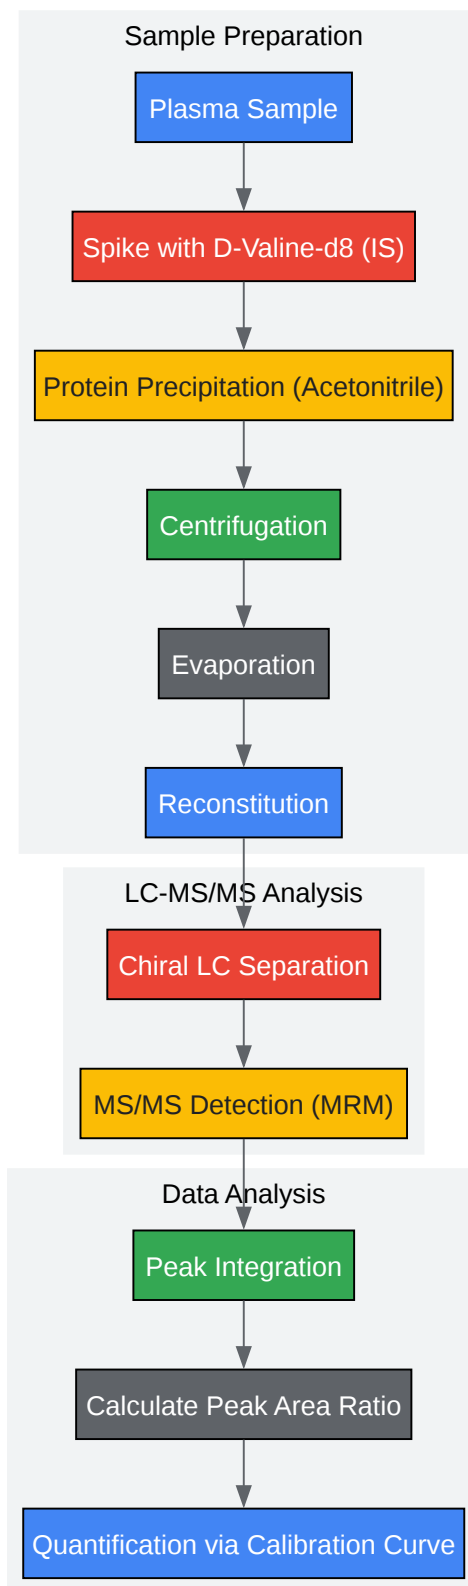 Sample Preparation
Plasma Sample
Spike with D-Valine-d8 (IS)
Protein Precipitation (Acetonitrile)
Centrifugation
Evaporation
Reconstitution
LC-MS/MS Analysis
Chiral LC Separation
MS/MS Detection (MRM)
Data Analysis
Peak Integration
Calculate Peak Area Ratio
Quantification via Calibration Curve